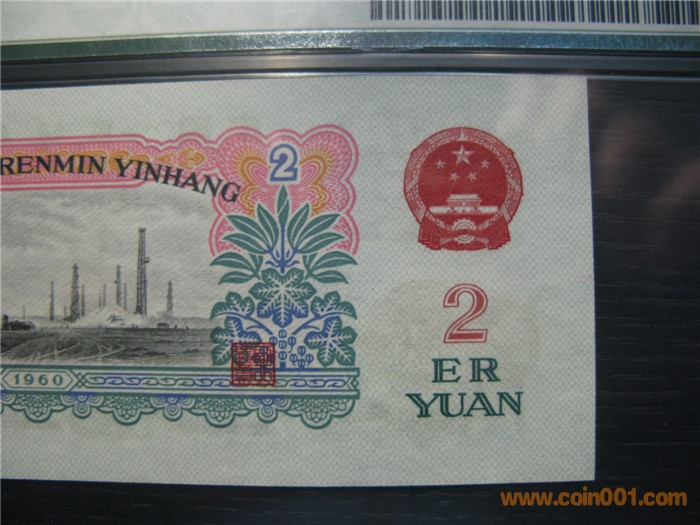 RENMIN YINHANG
2
2
ER
YUAN
1960
www.coin001.com